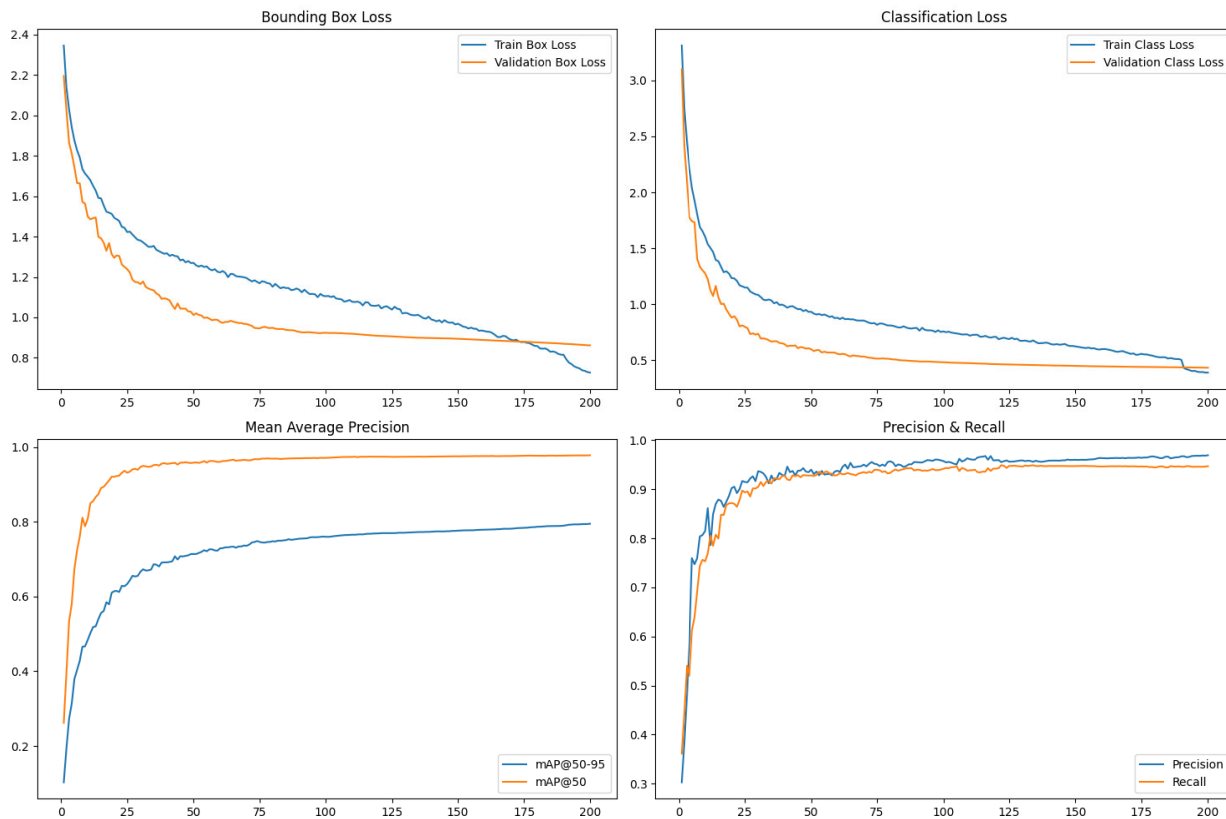 Bounding Box Loss
2.4
2.2
2.0
1.8
1.6
1.4
1.2
1.0
0.8
0 25 50 75 100 125 150 175 200
Train Box Loss
Validation Box Loss
Classification Loss
3.0
2.5
2.0
1.5
1.0
0.5
0 25 50 75 100 125 150 175 200
Train Class Loss
Validation Class Loss
Mean Average Precision
1.0
0.8
0.6
0.4
0.2
0 25 50 75 100 125 150 175 200
mAP@50-95
mAP@50
Precision & Recall
1.0
0.9
0.8
0.7
0.6
0.5
0.4
0.3
0 25 50 75 100 125 150 175 200
Precision
Recall